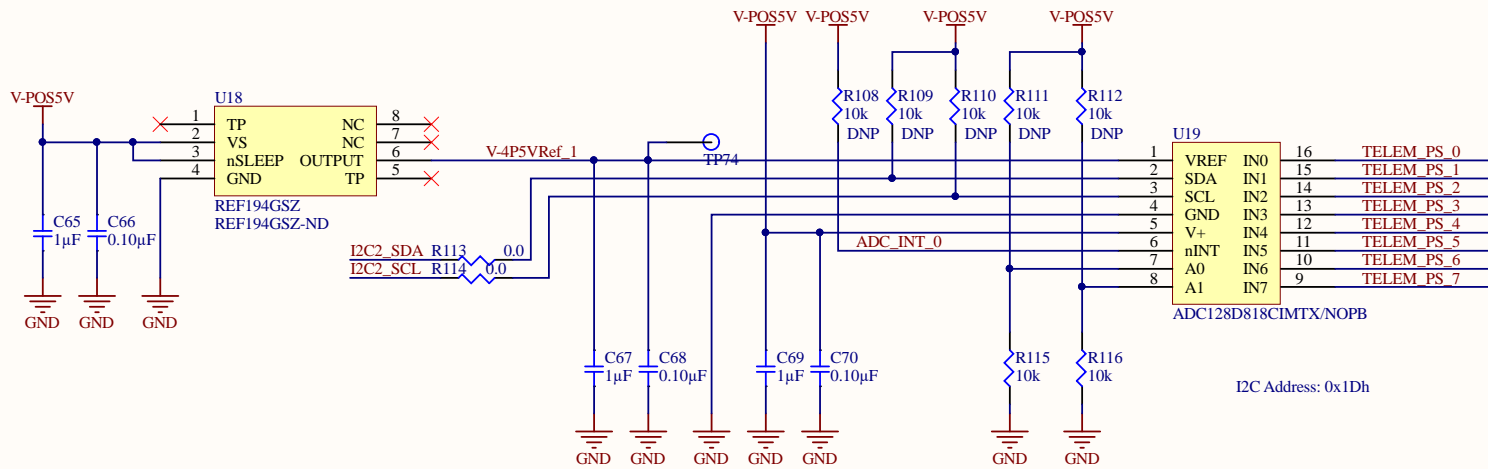 V-POS5V V-POS5V V-POS5V V-POS5V
V-POS5V
U18
1 TP NC 8
2 VS NC 7
3 nSLEEP OUTPUT 6
4 GND TP 5
REF194GSZ
REF194GSZ-ND
C65
1µF
C66
0.10µF
GND GND GND
V-4P5VRef_1
TP74
I2C2_SDA R113 0.0
I2C2_SCL R114 0.0
R108
10k
DNP
R109
10k
R110
10k
DNP
R111
10k
DNP
R112
10k
DNP
ADC_INT_0
U19
1 VREF IN0 16 TELEM_PS_0
2 SDA IN1 15 TELEM_PS_1
3 SCL IN2 14 TELEM_PS_2
4 GND IN3 13 TELEM_PS_3
5 V+ IN4 12 TELEM_PS_4
6 nINT IN5 11 TELEM_PS_5
7 A0 IN6 10 TELEM_PS_6
8 A1 IN7 9 TELEM_PS_7
ADC128D818CIMTX/NOPB
C67
1µF
C68
0.10µF
C69
1µF
C70
0.10µF
R115
10k
R116
10k
I2C Address: 0x1Dh
GND GND GND GND GND GND GND